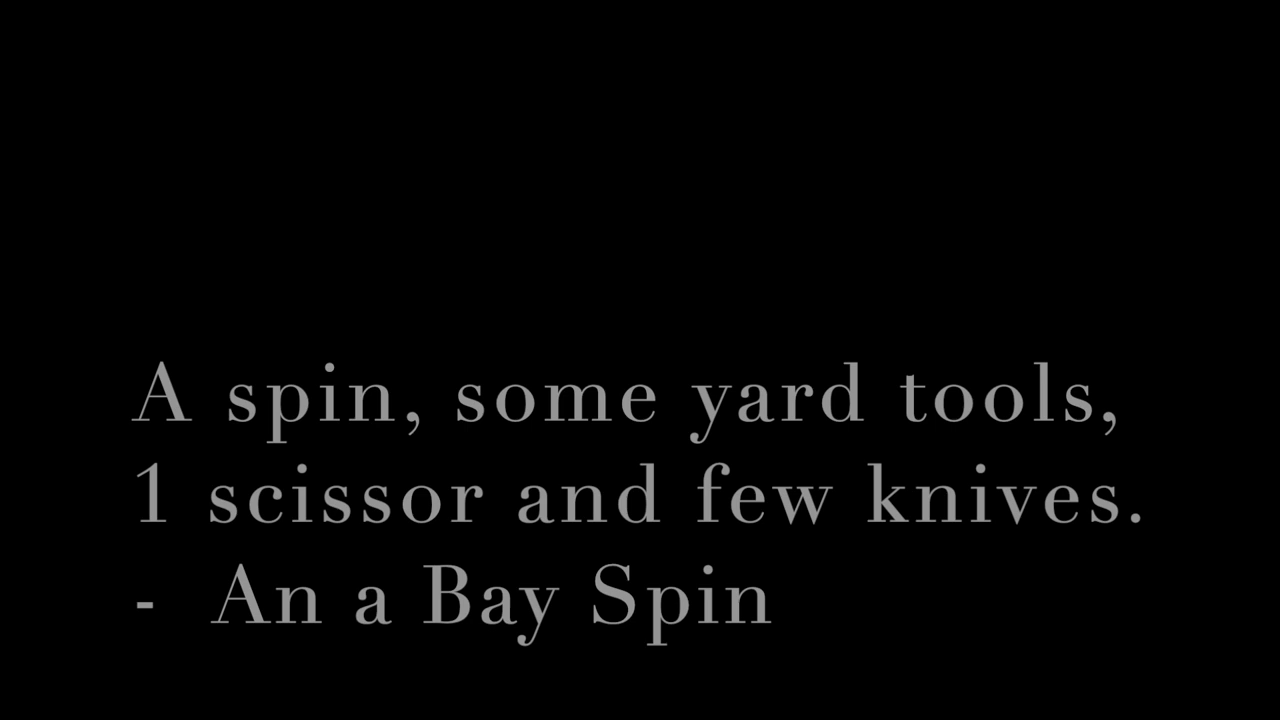 A spin, some yard tools,
1 scissor and few knives.
- An a Bay Spin